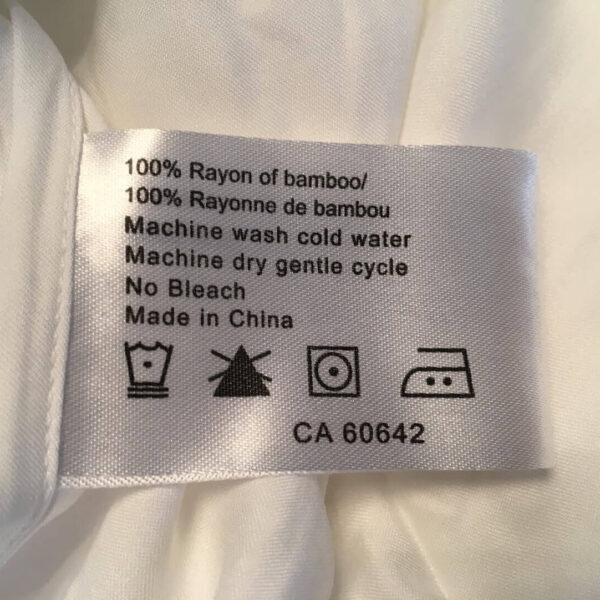 100% Rayon of bamboo/
100% Rayonne de bambou
Machine wash cold water
Machine dry gentle cycle
No Bleach
Made in China
CA 60642